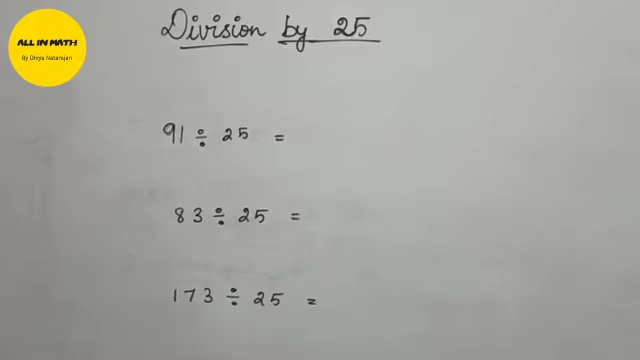 ALL IN MATH
By Divya Natarajan
Division by 25
91 ÷ 25 =
83 ÷ 25 =
173 ÷ 25 =